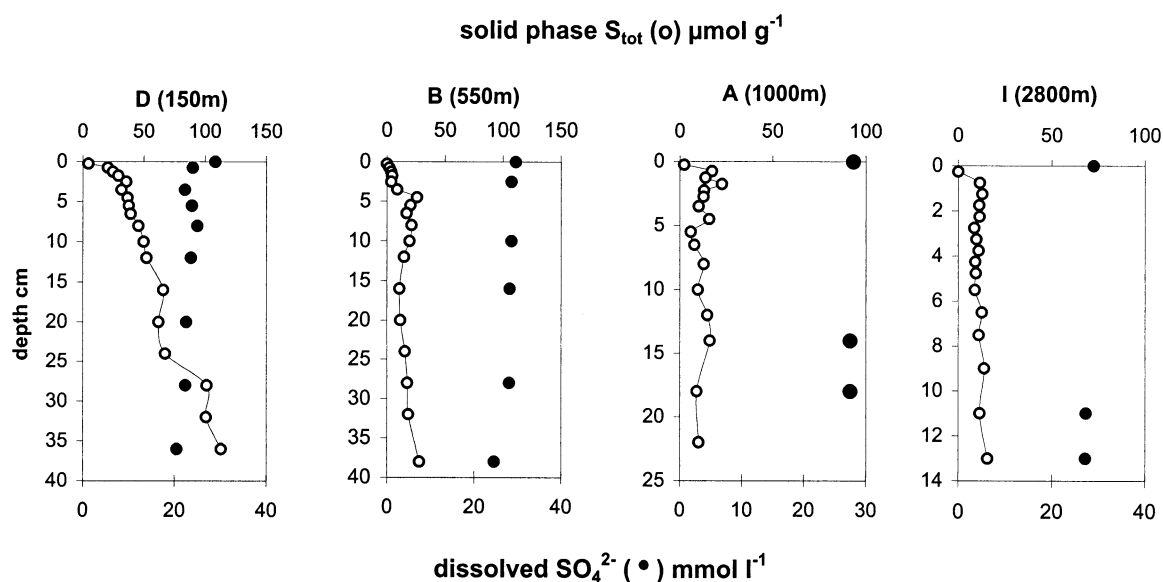 solid phase S_tot (o) µmol g⁻¹
D (150m) B (550m) A (1000m) I (2800m)
0 50 100 150 0 50 100 150 0 50 100 0 50 100
depth cm
0 5 10 15 20 25 30 35 40
0 5 10 15 20 25 30 35 40
0 5 10 15 20 25
0 2 4 6 8 10 12 14
0 20 40 0 20 40 0 10 20 30 0 20 40
dissolved SO₄²⁻ ( • ) mmol l⁻¹